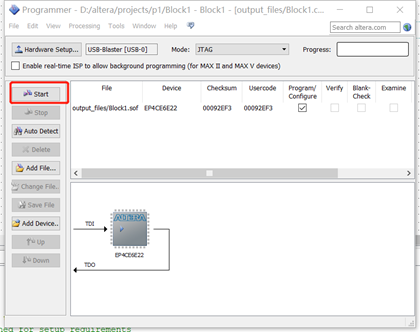 Programmer - D:/altera/projects/p1/Block1 - Block1 - [output_files/Block1.c...
File Edit View Processing Tools Window Help
Search altera.com
Hardware Setup... USB-Blaster [USB-0] Mode: JTAG Progress:
Enable real-time ISP to allow background programming (for MAX II and MAX V devices)
Start
Stop
Auto Detect
Delete
Add File...
Change File...
Save File
Add Device...
Up
Down
File Device Checksum Usercode Program/ Configure Verify Blank- Check Examine
output_files/Block1.sof EP4CE6E22 00092EF3 00092EF3
TDI
ALTERA
EP4CE6E22
TDO
ned for setup requirements